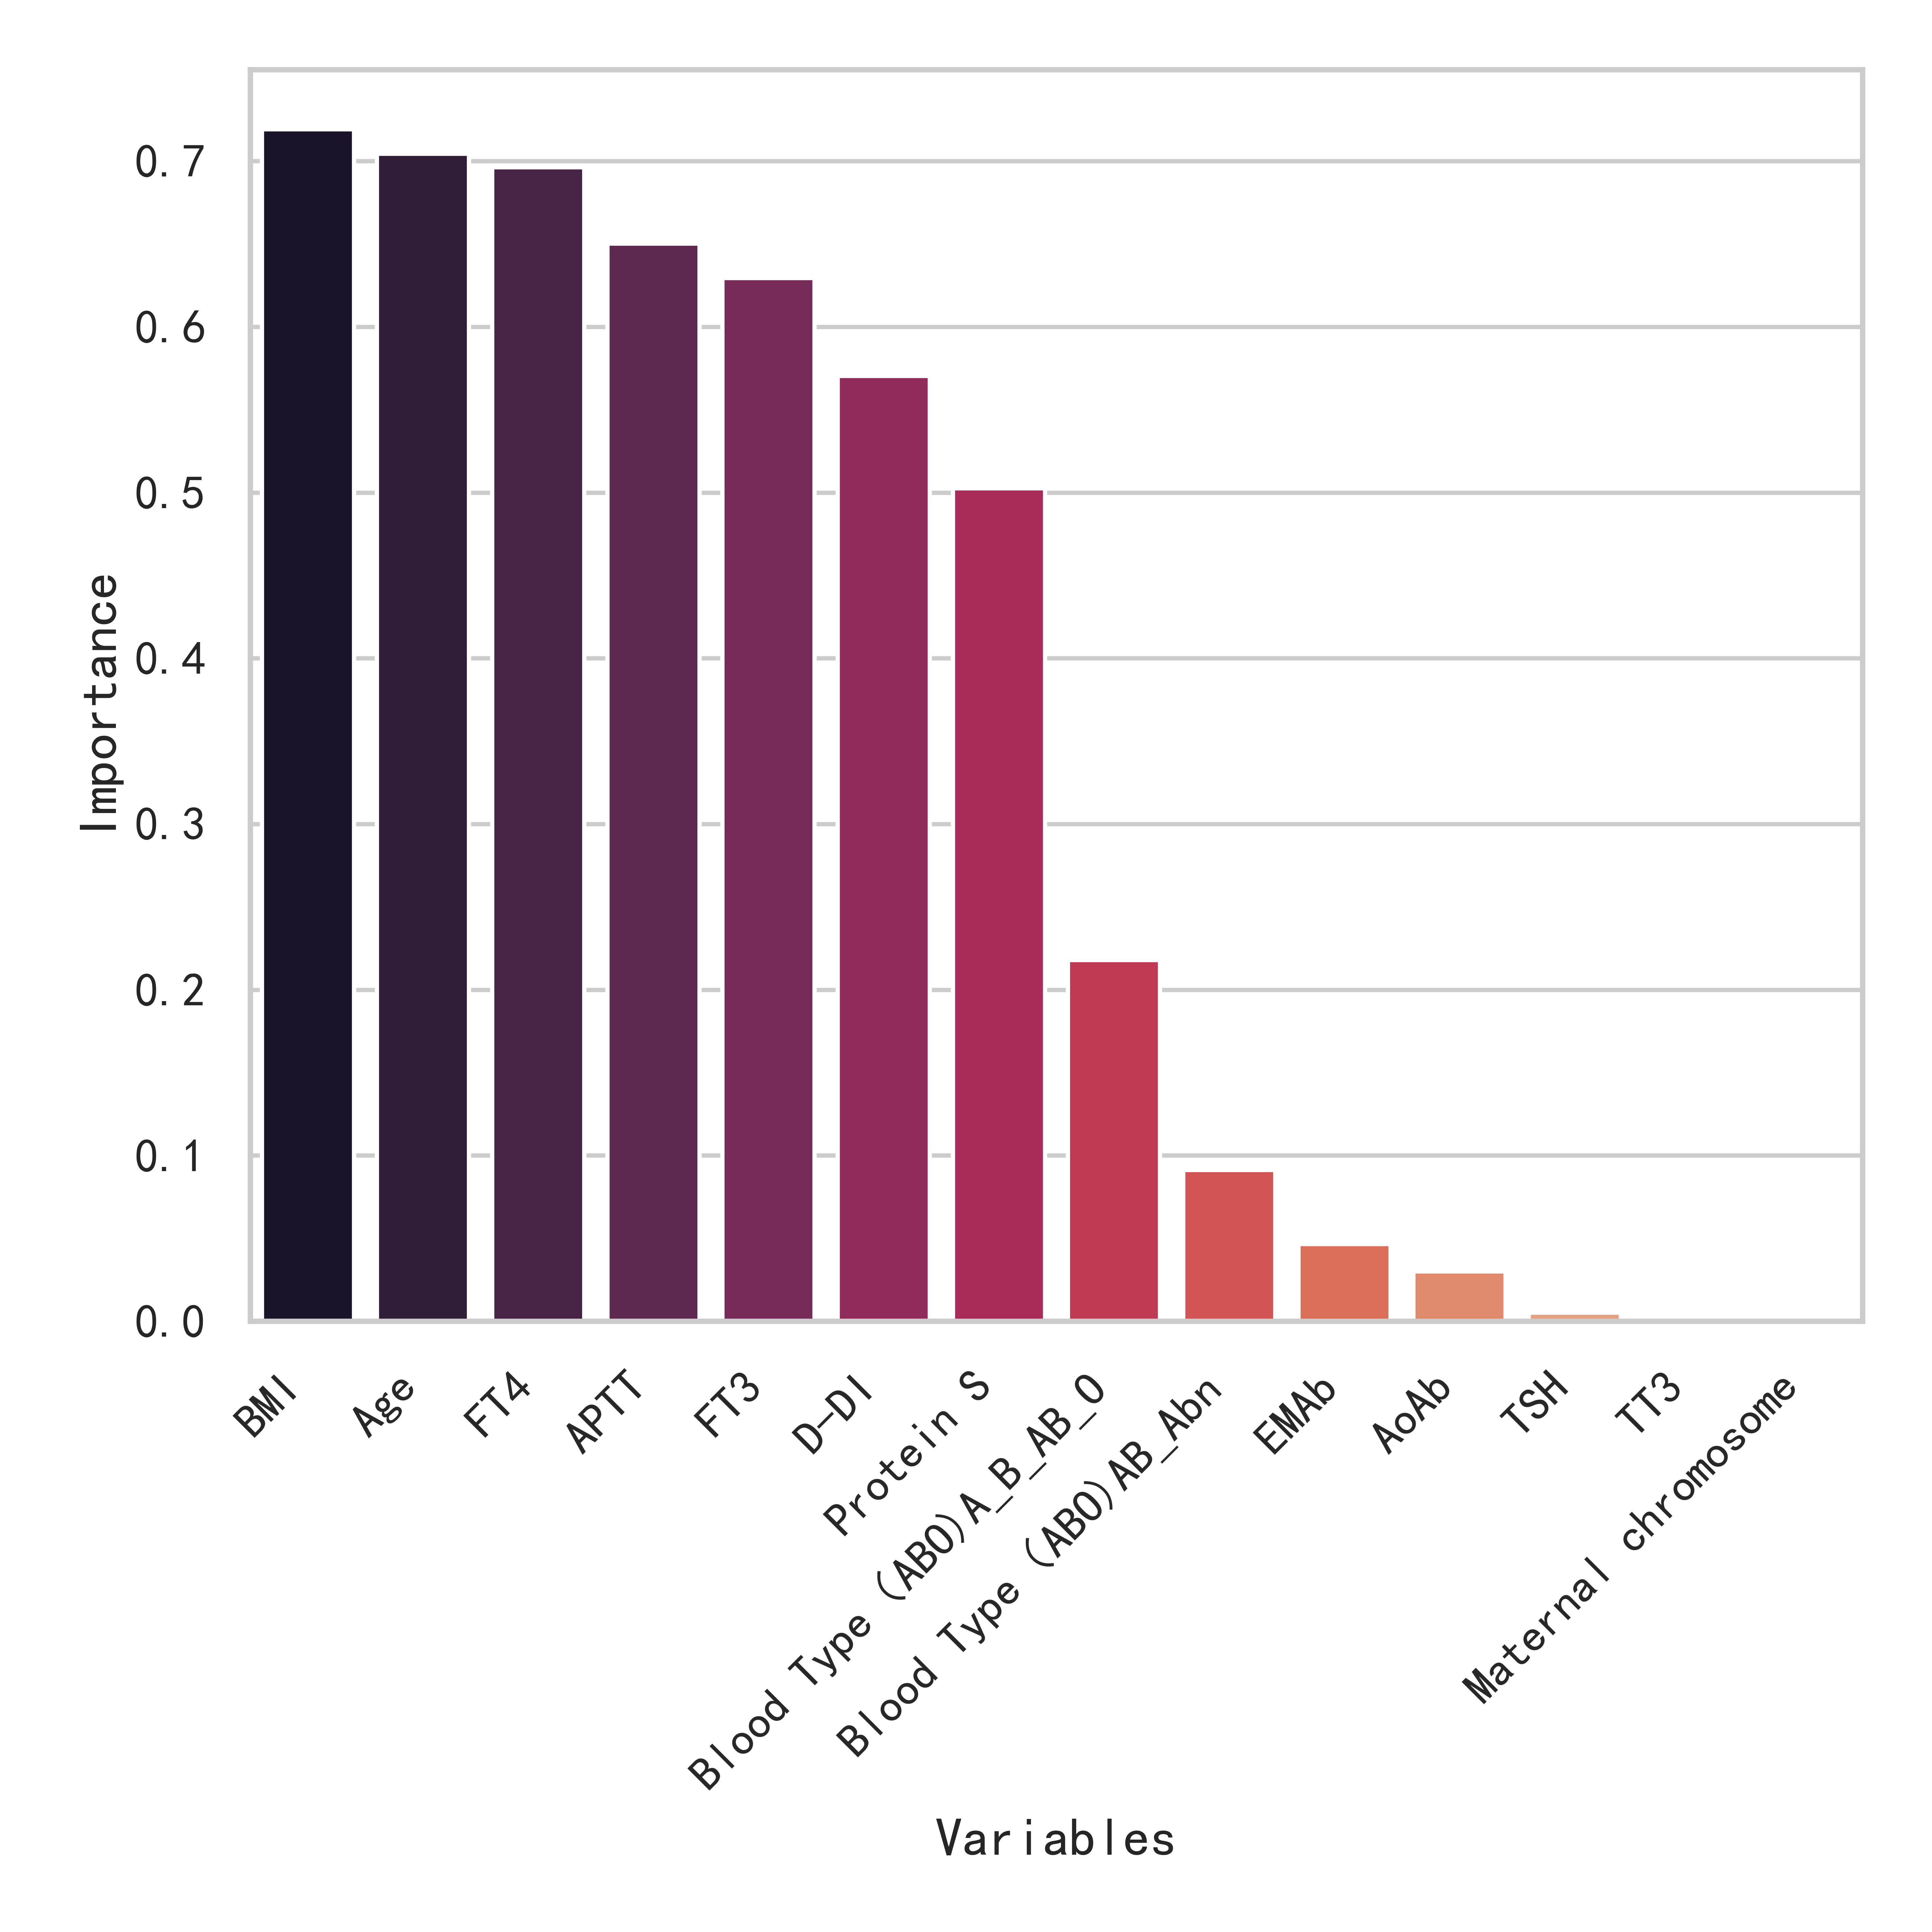 Importance
0.7
0.6
0.5
0.4
0.3
0.2
0.1
0.0
BMI
Age
FT4
APTT
FT3
D-DI
Protein S
Blood Type (ABO)A_B_AB_O
Blood Type (ABO)AB_Abn
EMAb
AoAb
TSH
TT3
Maternal chromosome
Variables